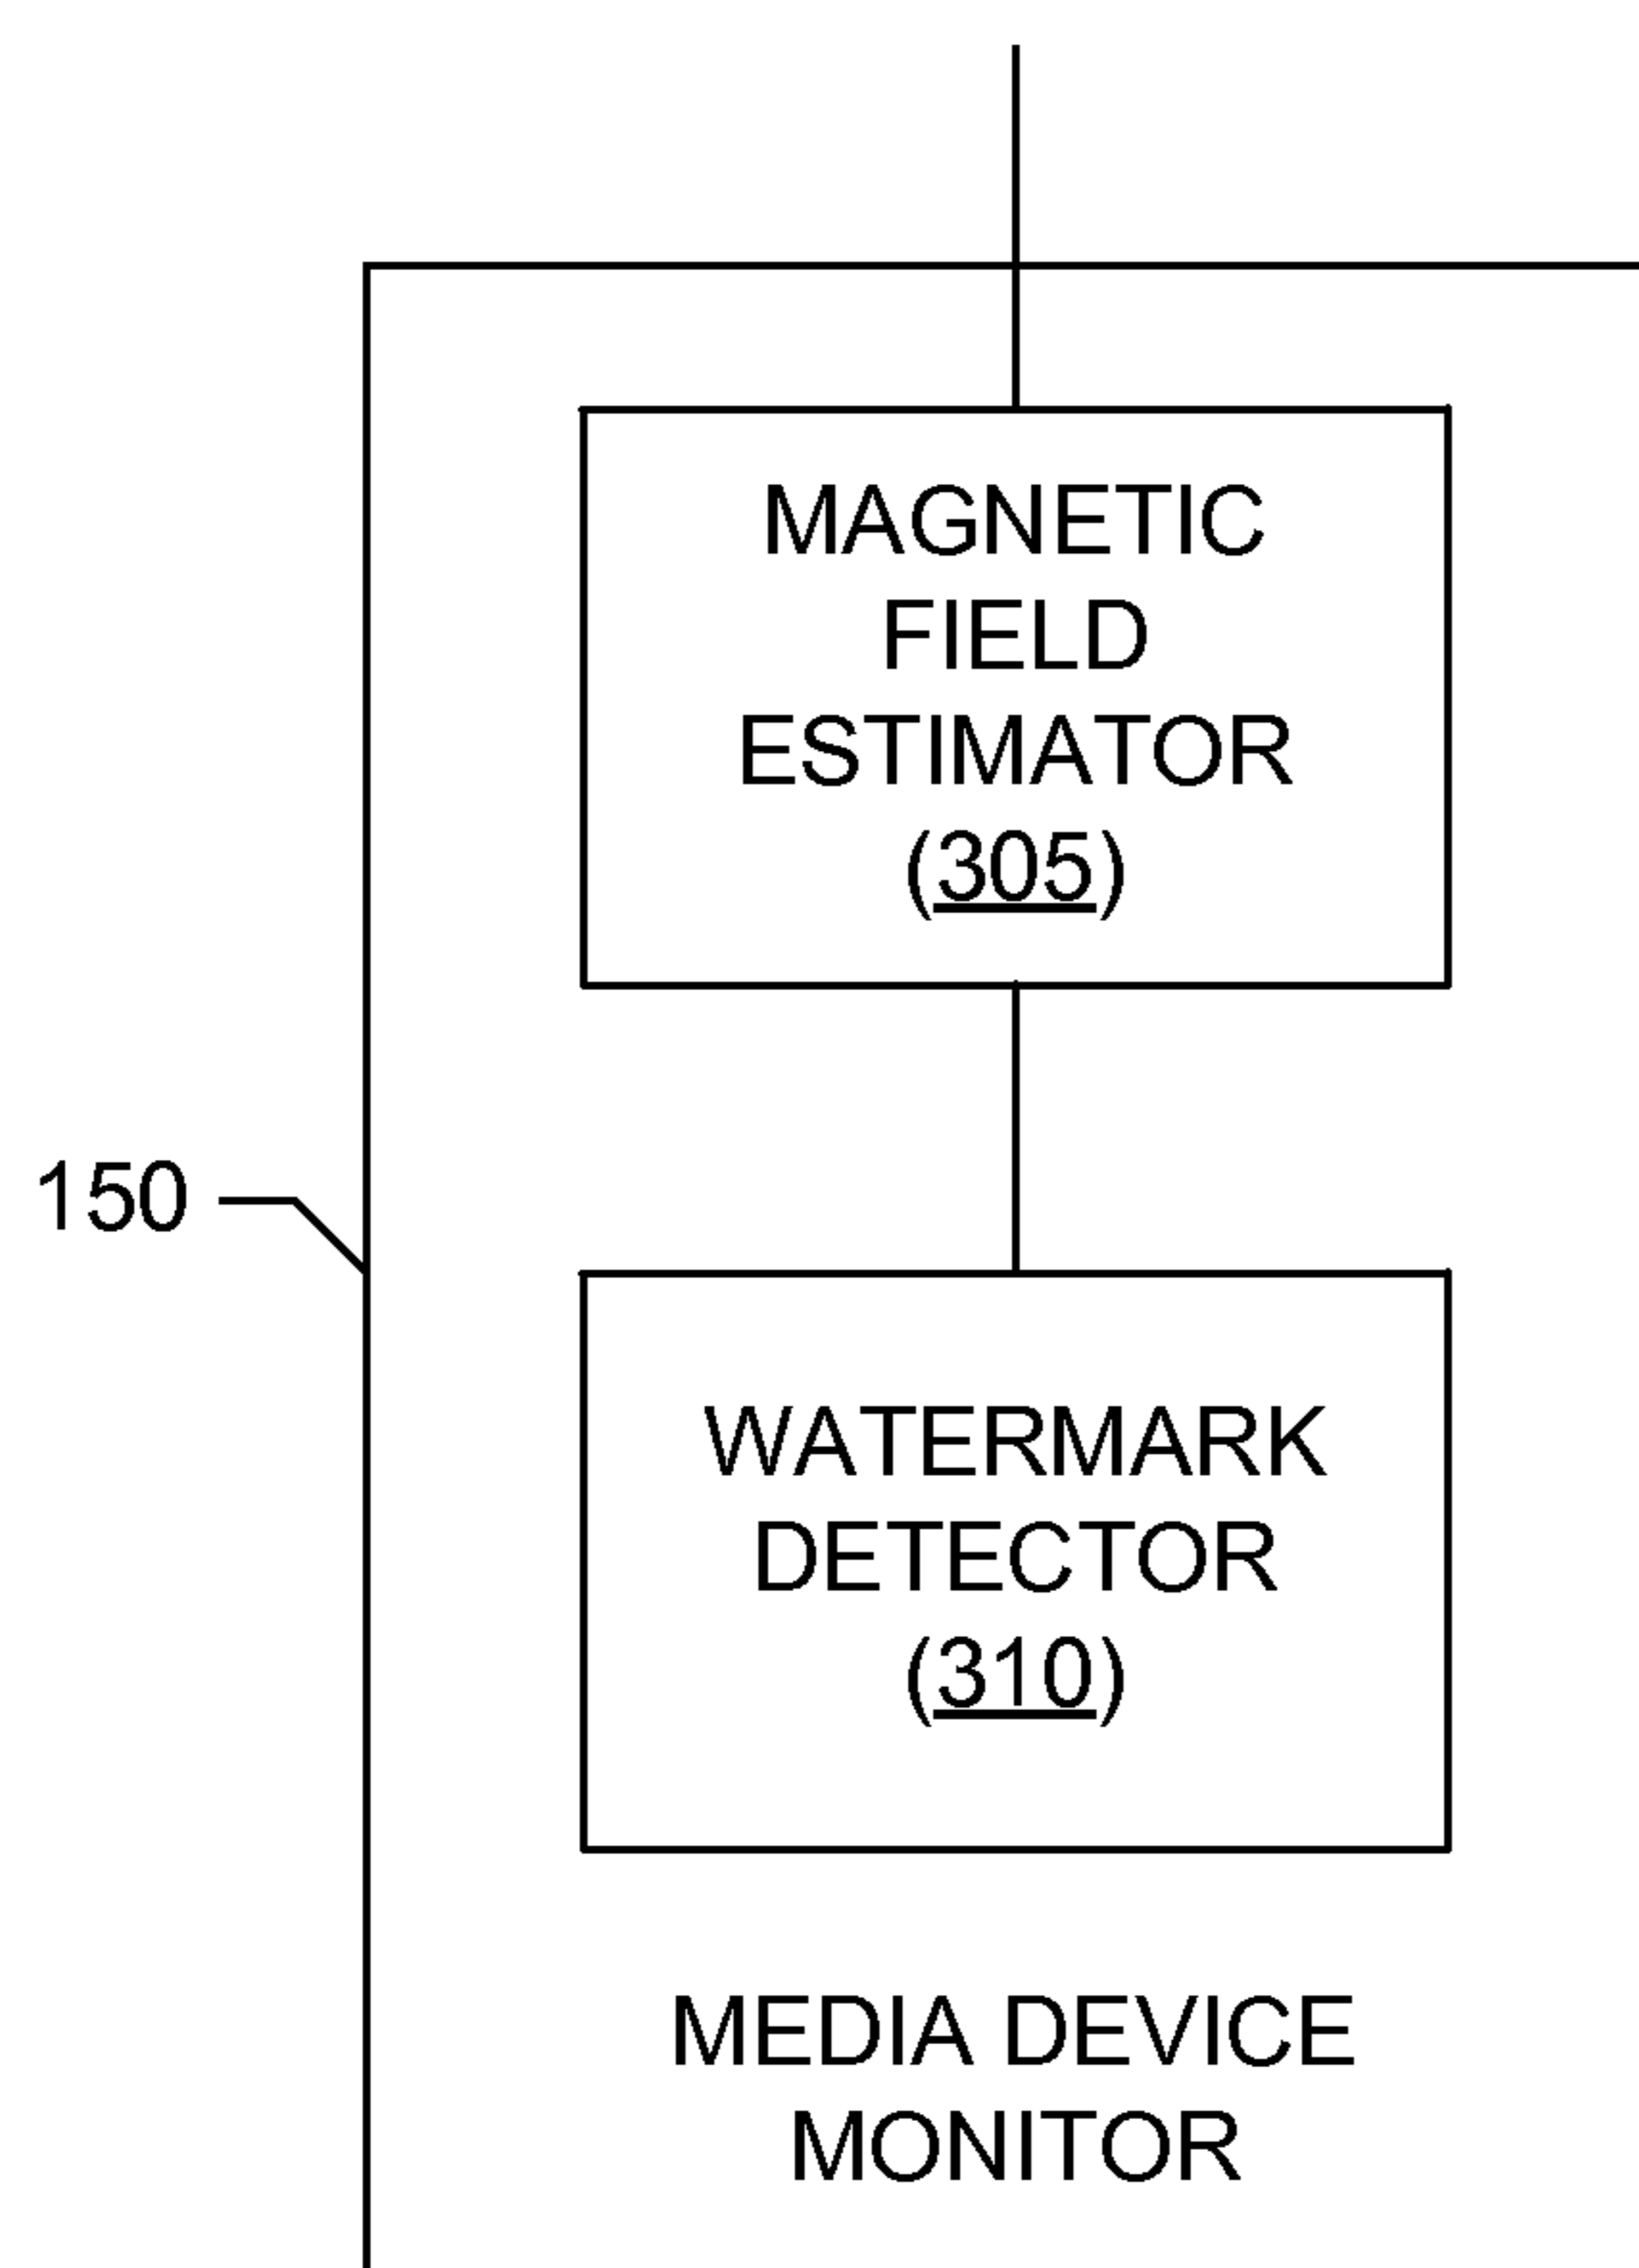 MAGNETIC
FIELD
ESTIMATOR
(305)
150
WATERMARK
DETECTOR
(310)
MEDIA DEVICE
MONITOR